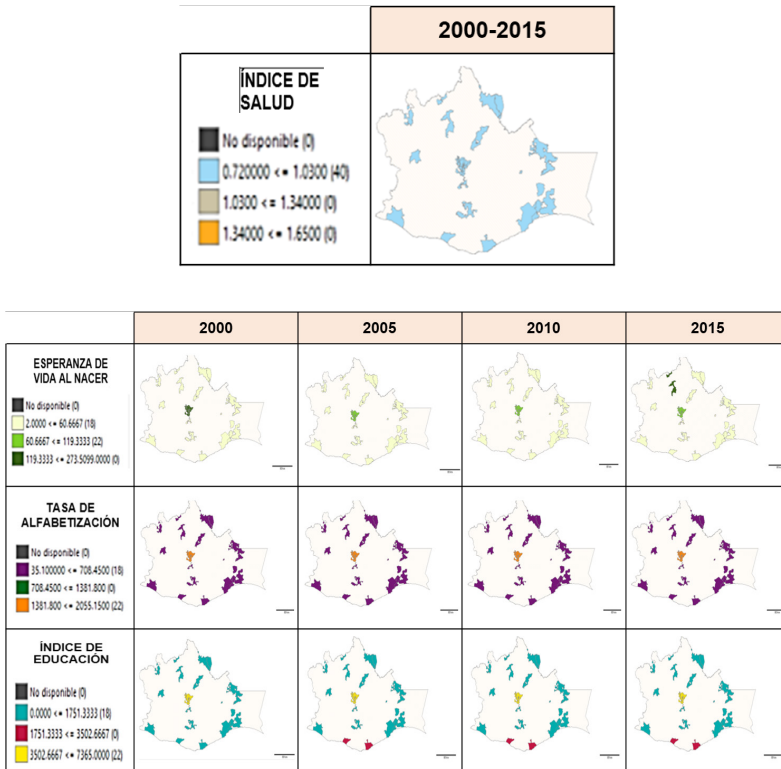 2000-2015
ÍNDICE DE
SALUD
No disponible (0)
0.720000 <= 1.0300 (40)
1.0300 <= 1.34000 (0)
1.34000 <= 1.6500 (0)
2000
2005
2010
2015
ESPERANZA DE
VIDA AL NACER
No disponible (0)
2.0000 <= 60.6667 (18)
60.6667 <= 119.3333 (22)
119.3333 <= 273.5099.0000 (0)
TASA DE
ALFABETIZACIÓN
No disponible (0)
35.100000 <= 708.4500 (18)
708.4500 <= 1381.800 (0)
1381.800 <= 2055.1500 (22)
ÍNDICE DE
EDUCACIÓN
No disponible (0)
0.0000 <= 1751.3333 (18)
1751.3333 <= 3502.6667 (0)
3502.6667 <= 7365.0000 (22)